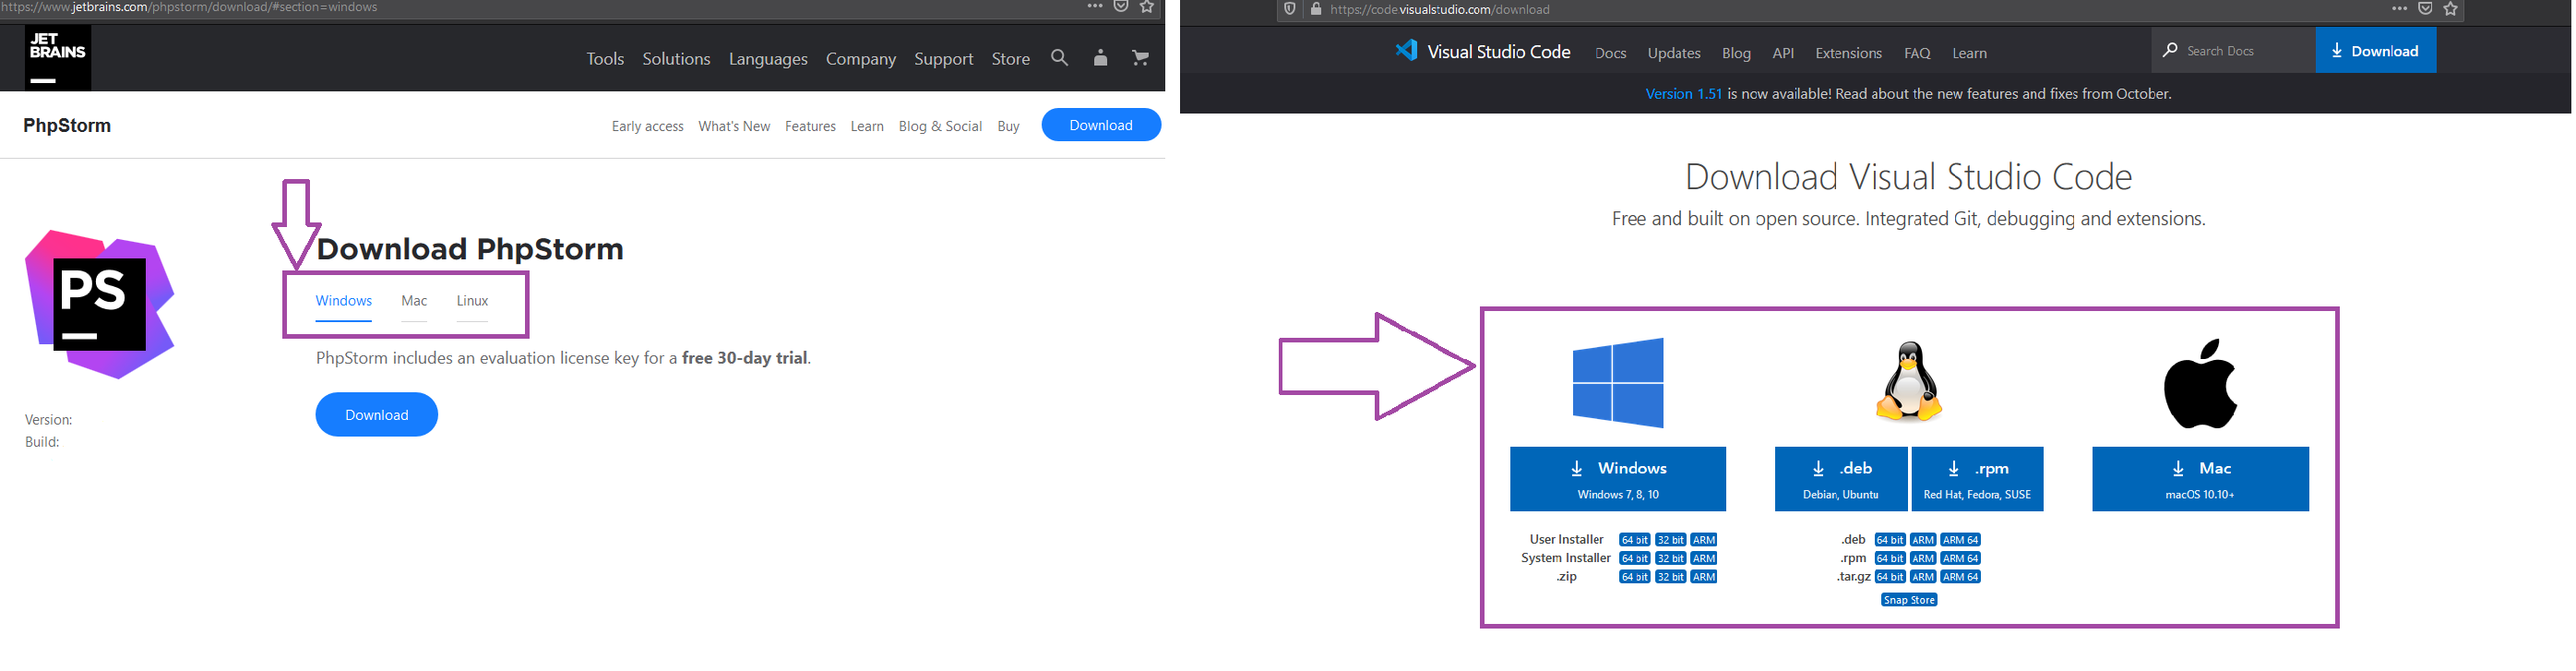 https://www.jetbrains.com/phpstorm/download/#section=windows
JET
BRAINS
Tools Solutions Languages Company Support Store
PhpStorm
Early access What's New Features Learn Blog & Social Buy Download
Download PhpStorm
Windows Mac Linux
PhpStorm includes an evaluation license key for a free 30-day trial.
Download
PS
Version:
Build:
https://code.visualstudio.com/download
Visual Studio Code Docs Updates Blog API Extensions FAQ Learn Search Docs Download
Version 1.51 is now available! Read about the new features and fixes from October.
Download Visual Studio Code
Free and built on open source. Integrated Git, debugging and extensions.
Windows
Windows 7, 8, 10
User Installer 64 bit 32 bit ARM
System Installer 64 bit 32 bit ARM
.zip 64 bit 32 bit ARM
.deb
Debian, Ubuntu
.rpm
Red Hat, Fedora, SUSE
.deb 64 bit ARM ARM 64
.rpm 64 bit ARM ARM 64
.tar.gz 64 bit ARM ARM 64
Snap Store
Mac
macOS 10.10+